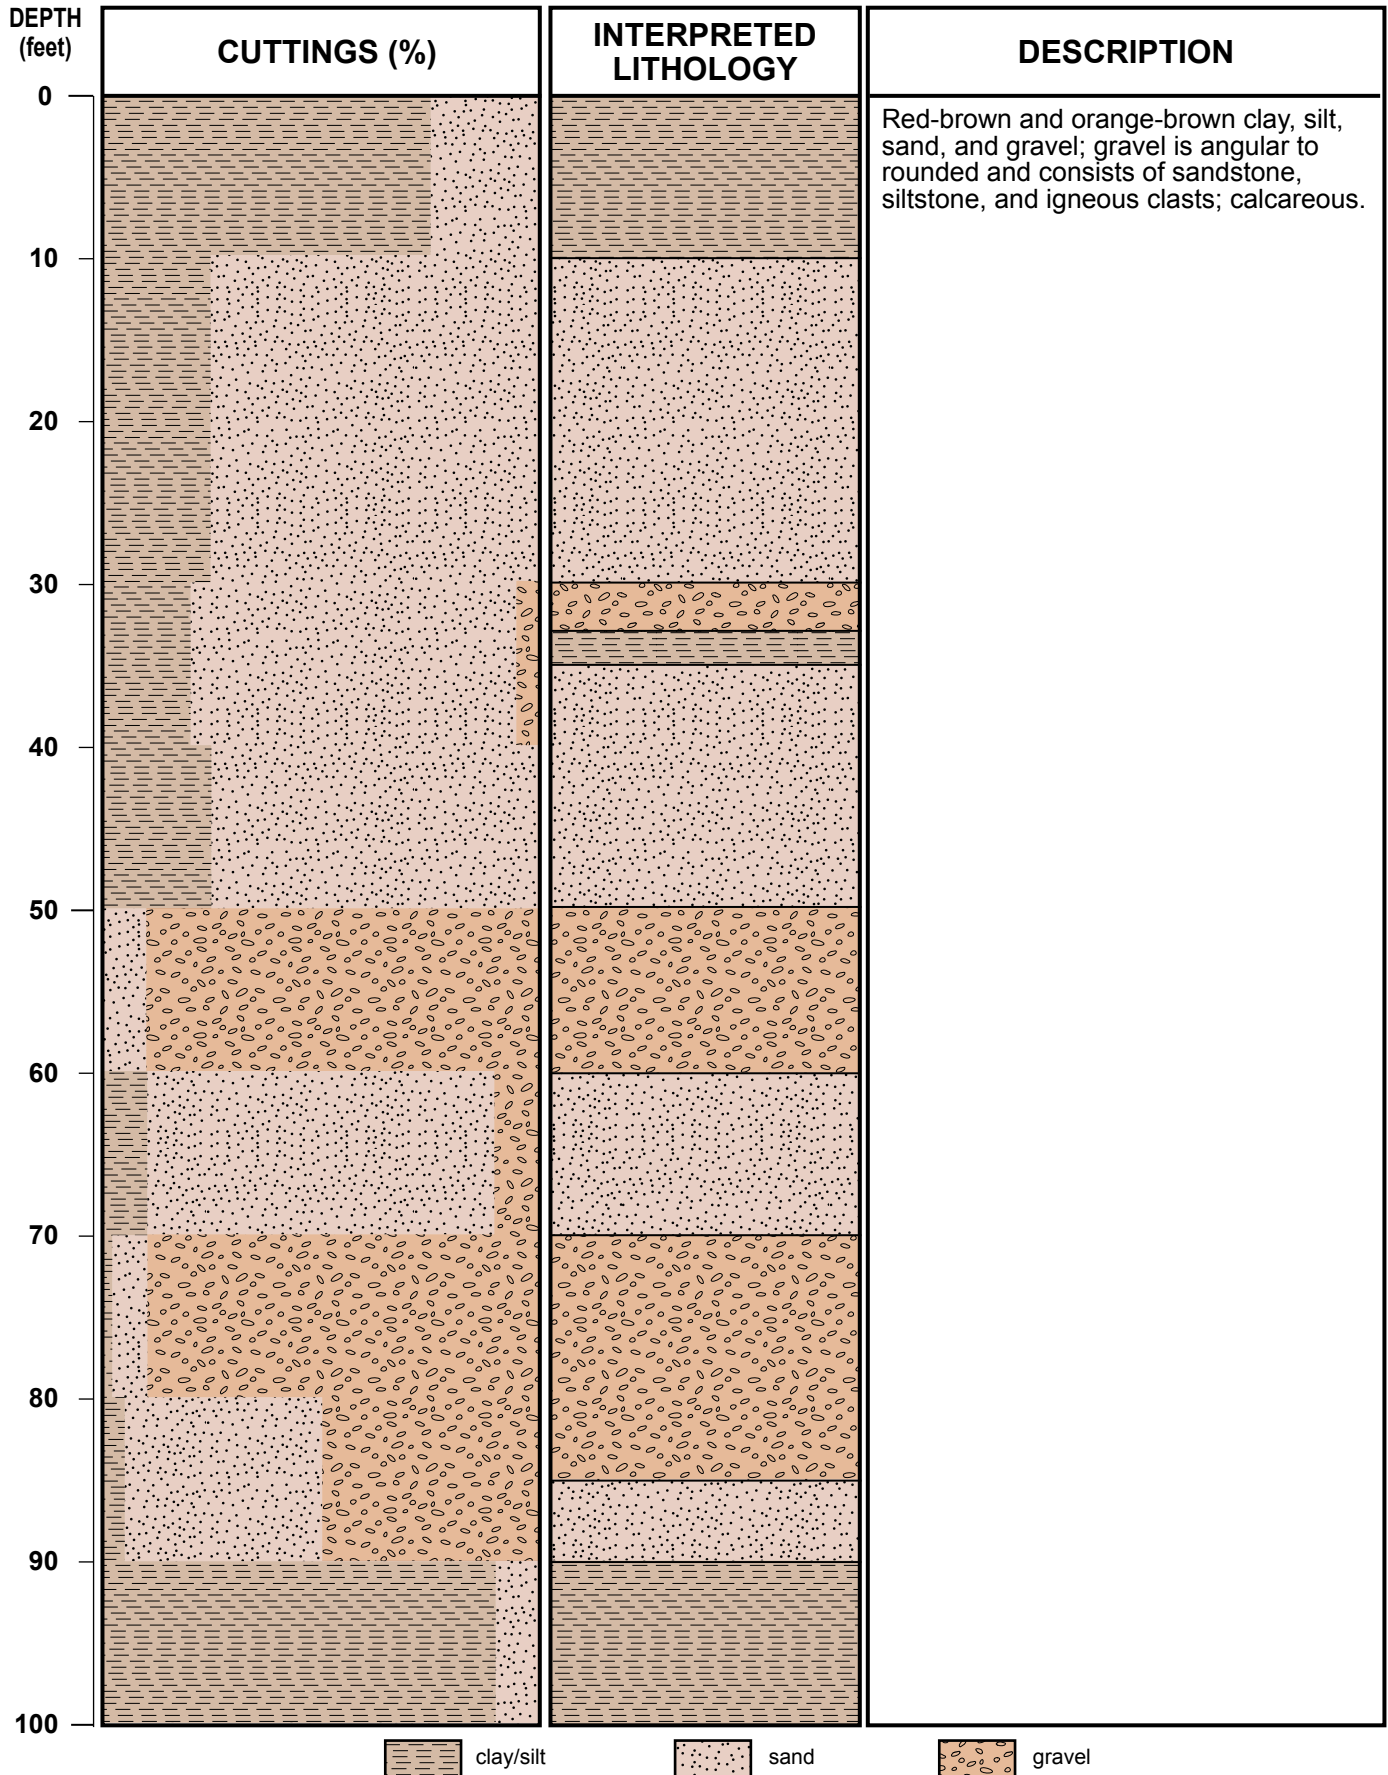 DEPTH
(feet)
CUTTINGS (%)
INTERPRETED
LITHOLOGY
DESCRIPTION
0
10
20
30
40
50
60
70
80
90
100
Red-brown and orange-brown clay, silt,
sand, and gravel; gravel is angular to
rounded and consists of sandstone,
siltstone, and igneous clasts; calcareous.
clay/silt
sand
gravel